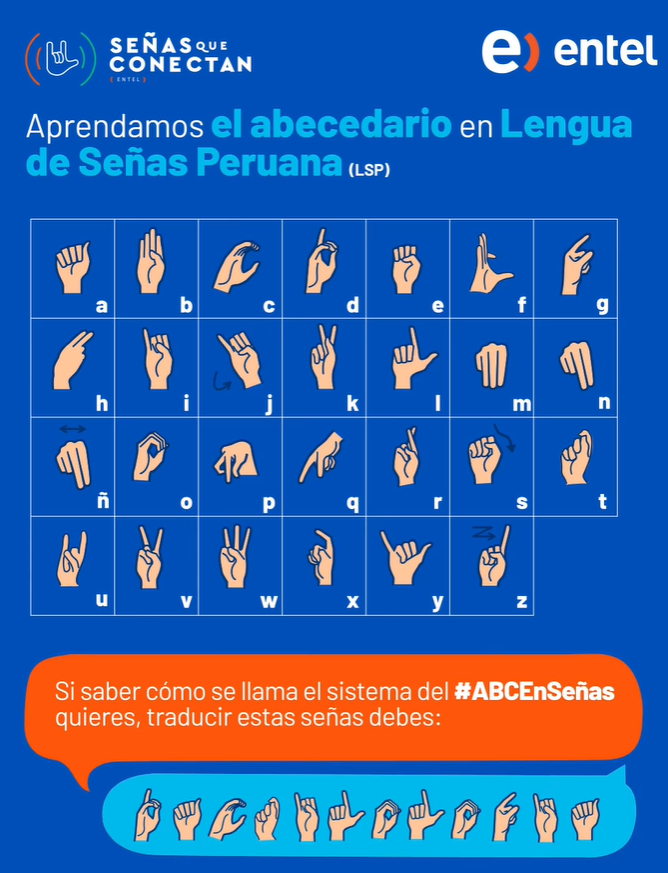 SEÑAS QUE
CONECTAN
( ENTEL )
e) entel
Aprendamos el abecedario en Lengua
de Señas Peruana (LSP)
a b c d e f g
h i j k l m n
ñ o p q r s t
u v w x y z
Si saber cómo se llama el sistema del #ABCEnSeñas
quieres, traducir estas señas debes: